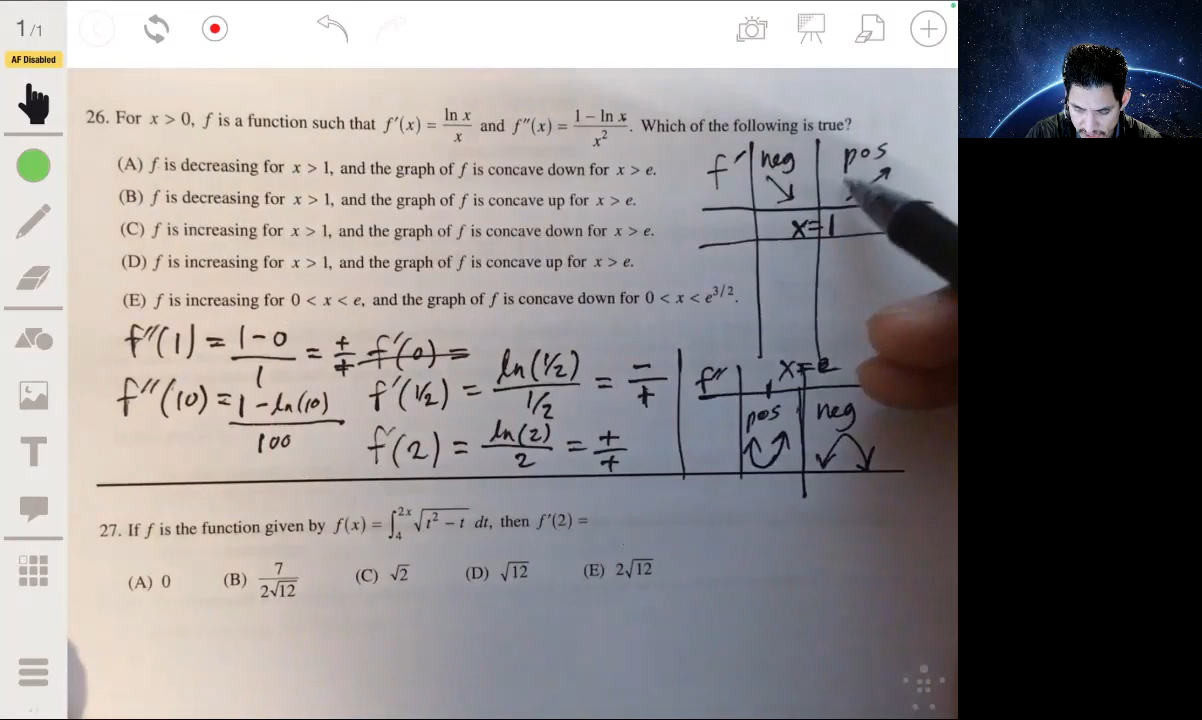 1/1
AF Disabled
T
26. For x > 0, f is a function such that f′(x) = ln x / x and f″(x) = 1 − ln x / x². Which of the following is true?
(A) f is decreasing for x > 1, and the graph of f is concave down for x > e.
(B) f is decreasing for x > 1, and the graph of f is concave up for x > e.
(C) f is increasing for x > 1, and the graph of f is concave down for x > e.
(D) f is increasing for x > 1, and the graph of f is concave up for x > e.
(E) f is increasing for 0 < x < e, and the graph of f is concave down for 0 < x < e^3/2.
f′ neg pos
x=1
f″(1) = 1-0 / 1 = + / +
f′(0) =
f″(10) = 1-ln(10) / 100
f′(1/2) = ln(1/2) / 1/2 = - / +
f′(2) = ln(2) / 2 = + / +
f″ x=e
pos neg
27. If f is the function given by f(x) = ∫₄^2x √(t² − t) dt, then f′(2) =
(A) 0 (B) 7 / 2√12 (C) √2 (D) √12 (E) 2√12